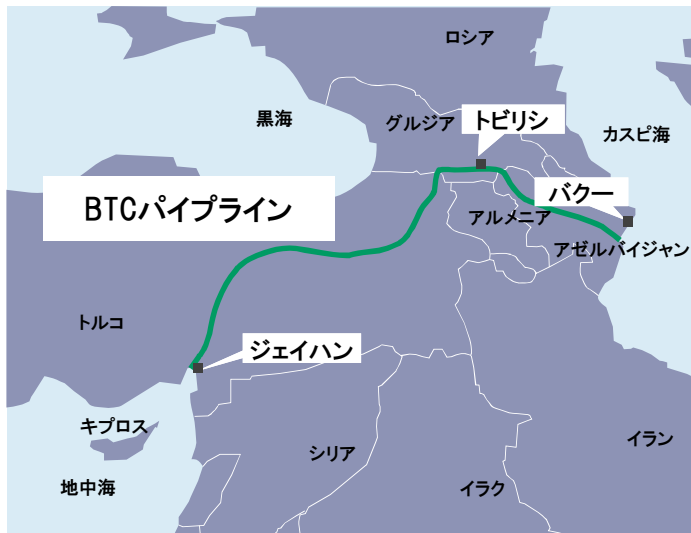 ロシア
黒海
グルジア
トビリシ
カスピ海
BTCパイプライン
バクー
アルメニア
アゼルバイジャン
トルコ
ジェイハン
キプロス
シリア
イラン
地中海
イラク